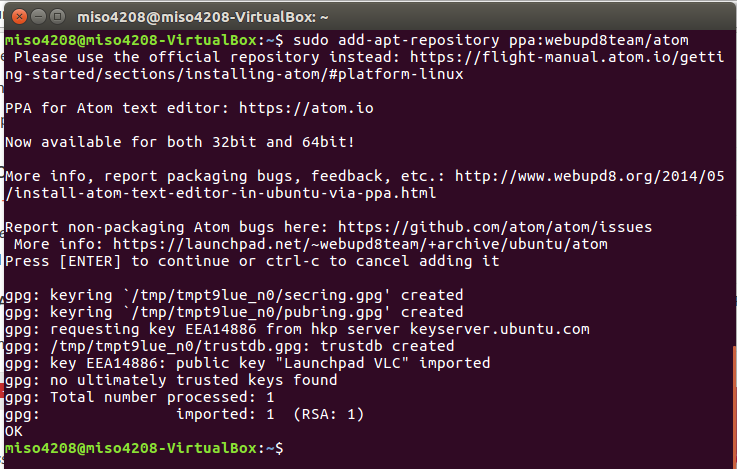 miso4208@miso4208-VirtualBox: ~
miso4208@miso4208-VirtualBox:~$ sudo add-apt-repository ppa:webupd8team/atom
 Please use the official repository instead: https://flight-manual.atom.io/getti
ng-started/sections/installing-atom/#platform-linux
PPA for Atom text editor: https://atom.io
Now available for both 32bit and 64bit!
More info, report packaging bugs, feedback, etc.: http://www.webupd8.org/2014/05
/install-atom-text-editor-in-ubuntu-via-ppa.html
Report non-packaging Atom bugs here: https://github.com/atom/atom/issues
 More info: https://launchpad.net/~webupd8team/+archive/ubuntu/atom
Press [ENTER] to continue or ctrl-c to cancel adding it
gpg: keyring `/tmp/tmpt9lue_n0/secring.gpg' created
gpg: keyring `/tmp/tmpt9lue_n0/pubring.gpg' created
gpg: requesting key EEA14886 from hkp server keyserver.ubuntu.com
gpg: /tmp/tmpt9lue_n0/trustdb.gpg: trustdb created
gpg: key EEA14886: public key "Launchpad VLC" imported
gpg: no ultimately trusted keys found
gpg: Total number processed: 1
gpg:               imported: 1  (RSA: 1)
OK
miso4208@miso4208-VirtualBox:~$